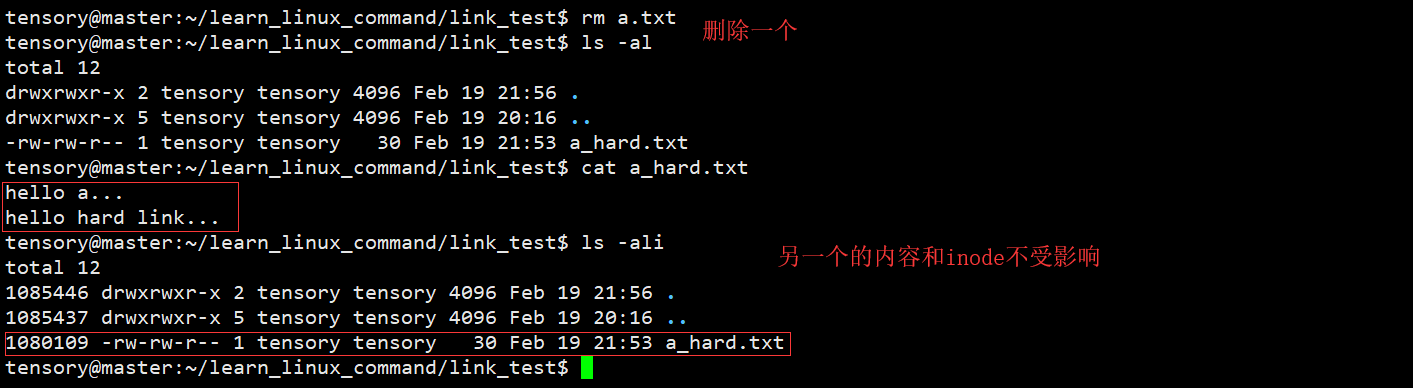 tensory@master:~/learn_linux_command/link_test$ rm a.txt
删除一个
tensory@master:~/learn_linux_command/link_test$ ls -al
total 12
drwxrwxr-x 2 tensory tensory 4096 Feb 19 21:56 .
drwxrwxr-x 5 tensory tensory 4096 Feb 19 20:16 ..
-rw-rw-r-- 1 tensory tensory   30 Feb 19 21:53 a_hard.txt
tensory@master:~/learn_linux_command/link_test$ cat a_hard.txt
hello a...
hello hard link...
tensory@master:~/learn_linux_command/link_test$ ls -ali
另一个的内容和inode不受影响
total 12
1085446 drwxrwxr-x 2 tensory tensory 4096 Feb 19 21:56 .
1085437 drwxrwxr-x 5 tensory tensory 4096 Feb 19 20:16 ..
1080109 -rw-rw-r-- 1 tensory tensory   30 Feb 19 21:53 a_hard.txt
tensory@master:~/learn_linux_command/link_test$